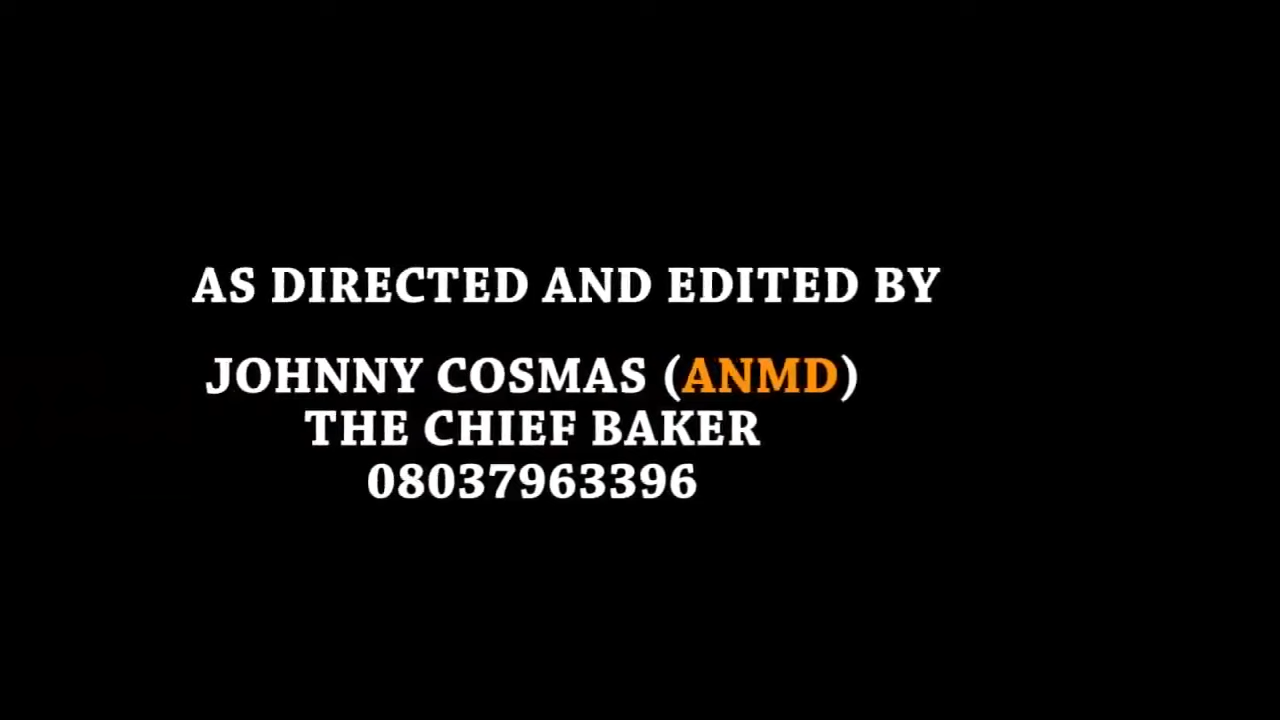 AS DIRECTED AND EDITED BY
JOHNNY COSMAS (ANMD)
THE CHIEF BAKER
08037963396